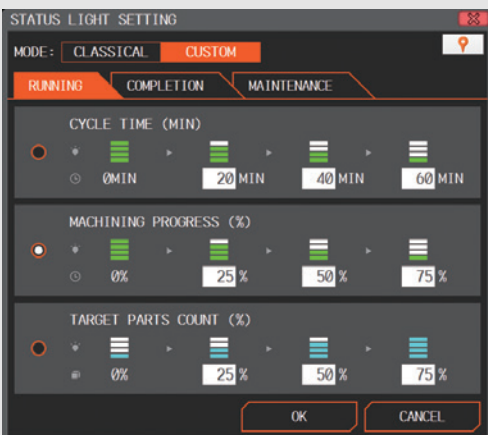 STATUS LIGHT SETTING
MODE: CLASSICAL CUSTOM
RUNNING COMPLETION MAINTENANCE
CYCLE TIME (MIN)
0MIN 20 MIN 40 MIN 60 MIN
MACHINING PROGRESS (%)
0% 25 % 50 % 75 %
TARGET PARTS COUNT (%)
0% 25 % 50 % 75 %
OK CANCEL